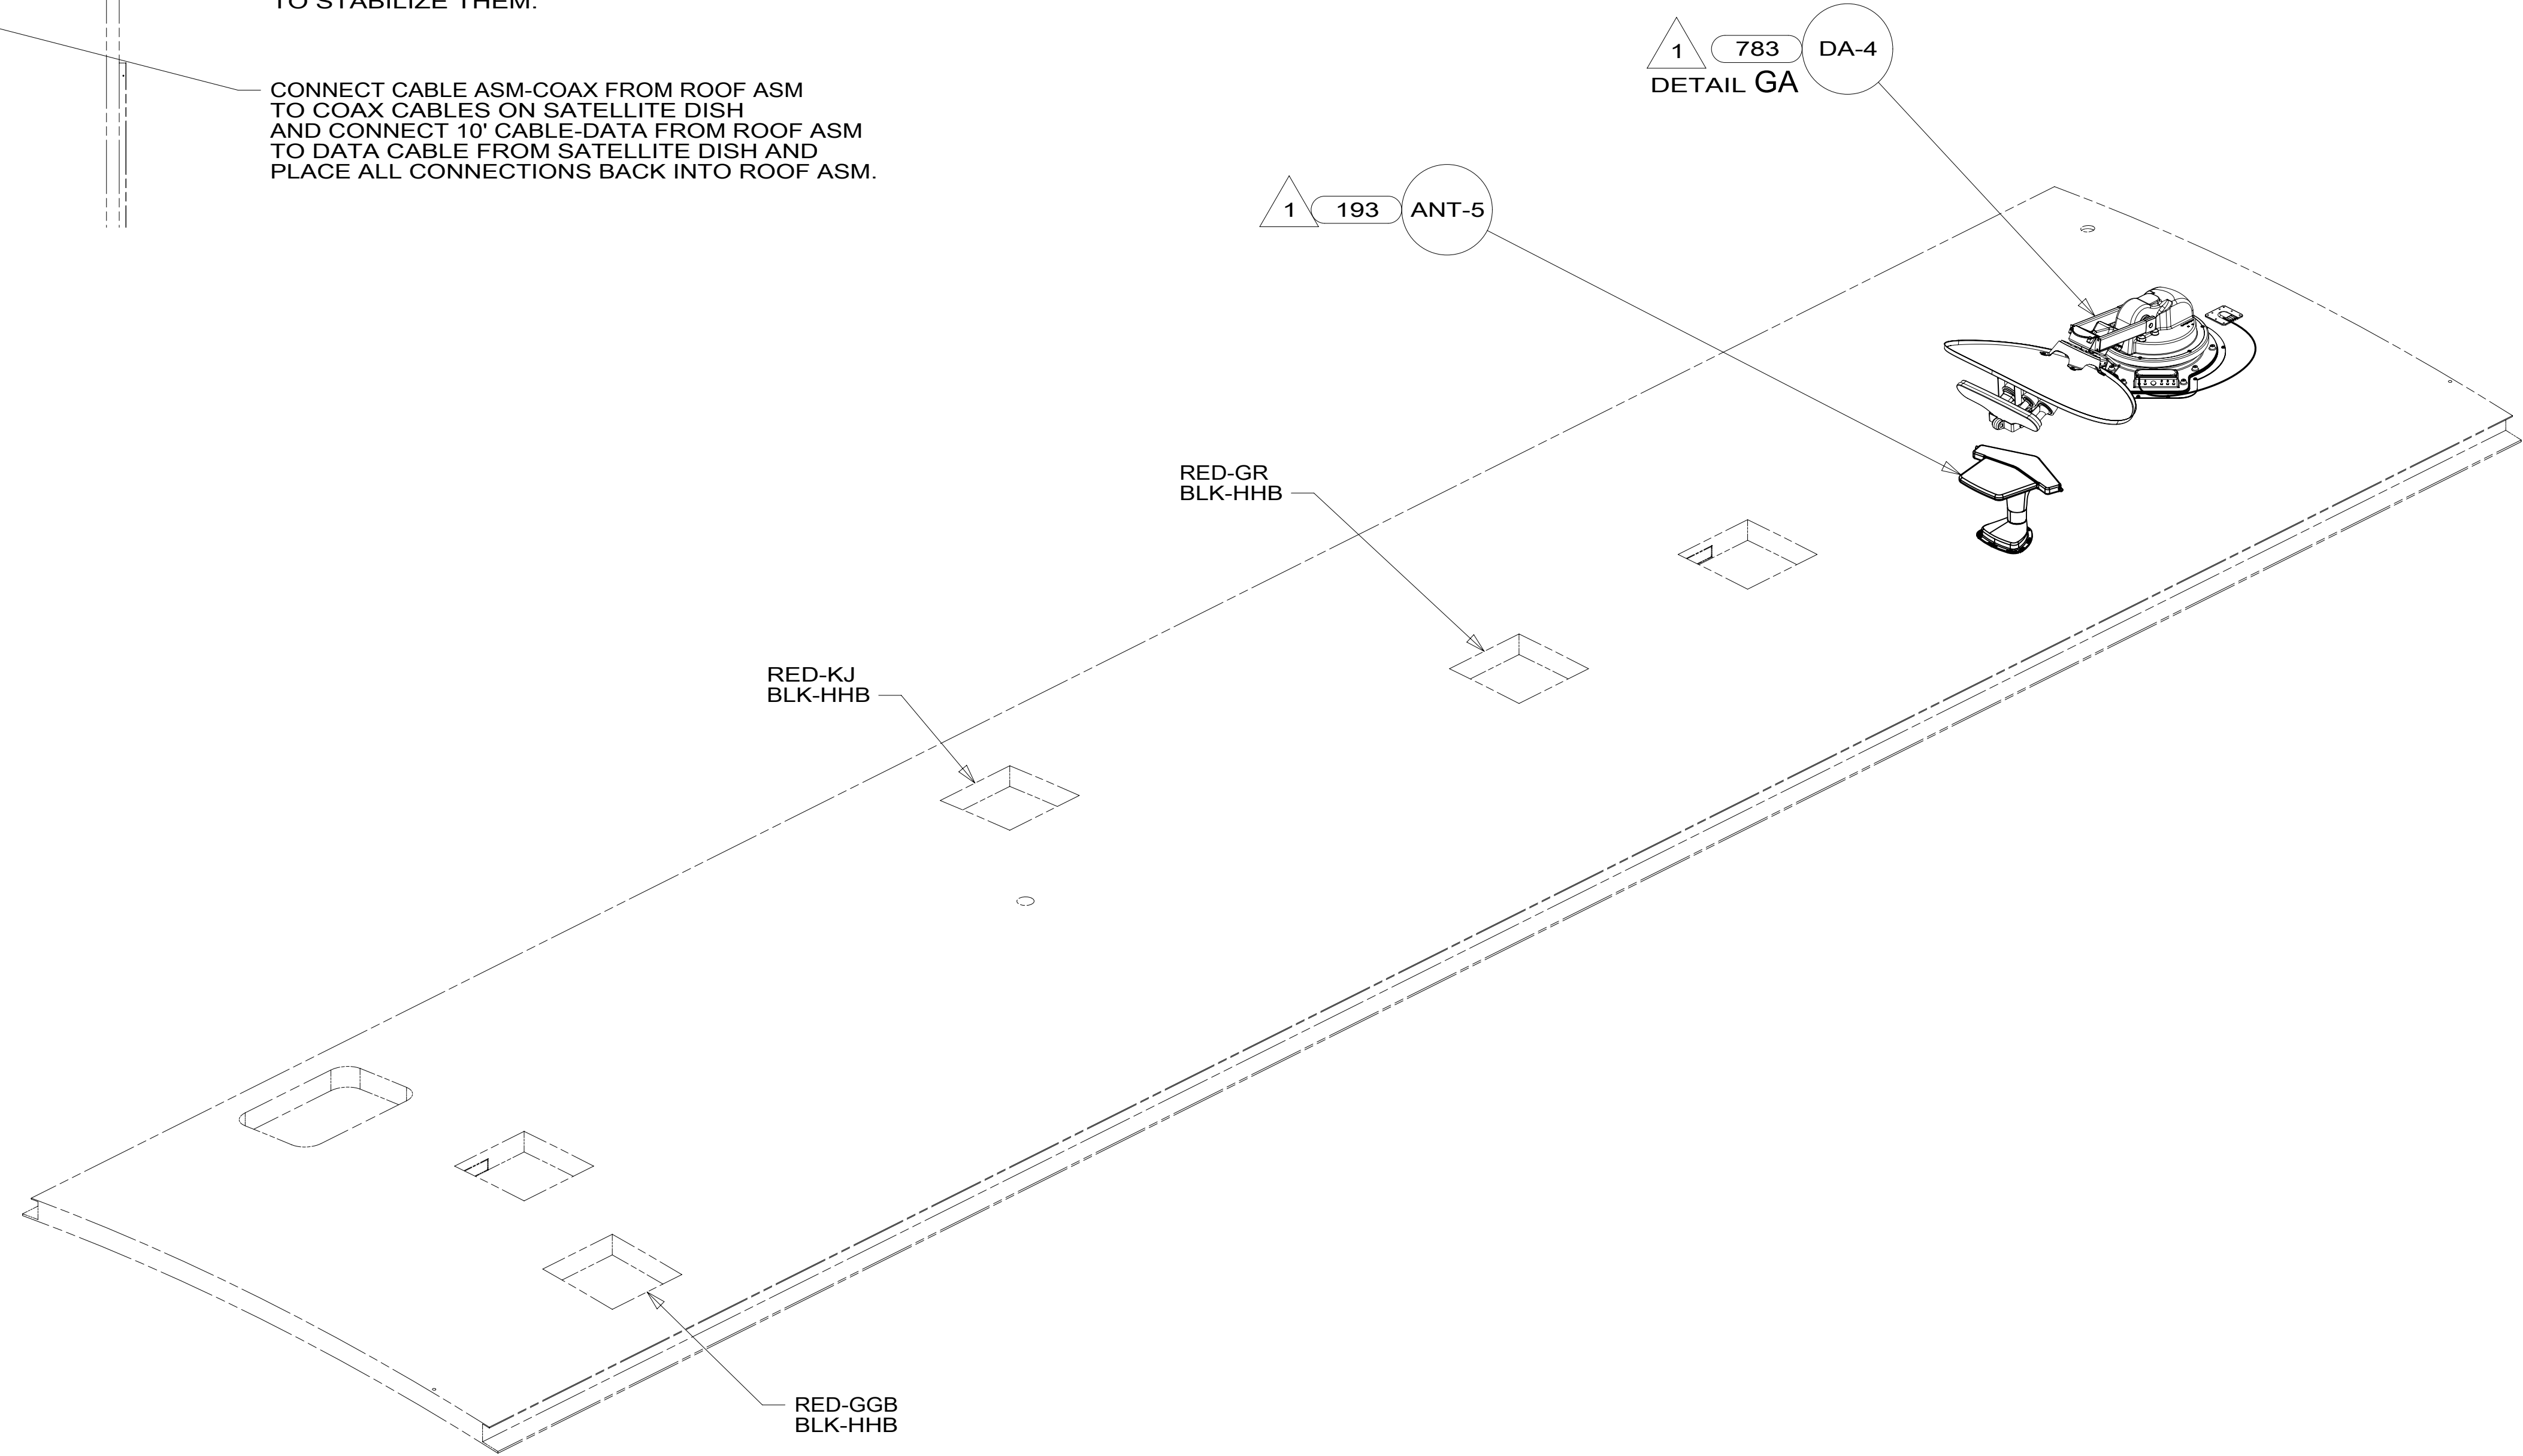 TO STABILIZE THEM.
CONNECT CABLE ASM-COAX FROM ROOF ASM
TO COAX CABLES ON SATELLITE DISH
AND CONNECT 10' CABLE-DATA FROM ROOF ASM
TO DATA CABLE FROM SATELLITE DISH AND
PLACE ALL CONNECTIONS BACK INTO ROOF ASM.
1 783 DA-4
DETAIL GA
1 193 ANT-5
RED-GR
BLK-HHB
RED-KJ
BLK-HHB
RED-GGB
BLK-HHB